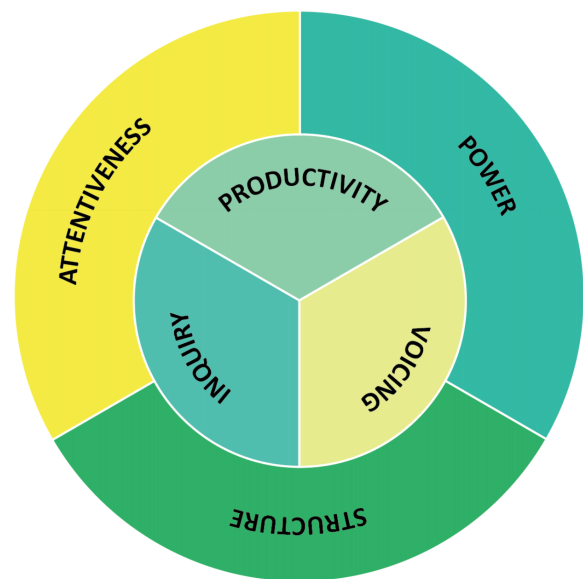 ATTENTIVENESS
POWER
PRODUCTIVITY
INQUIRY
VOICING
STRUCTURE